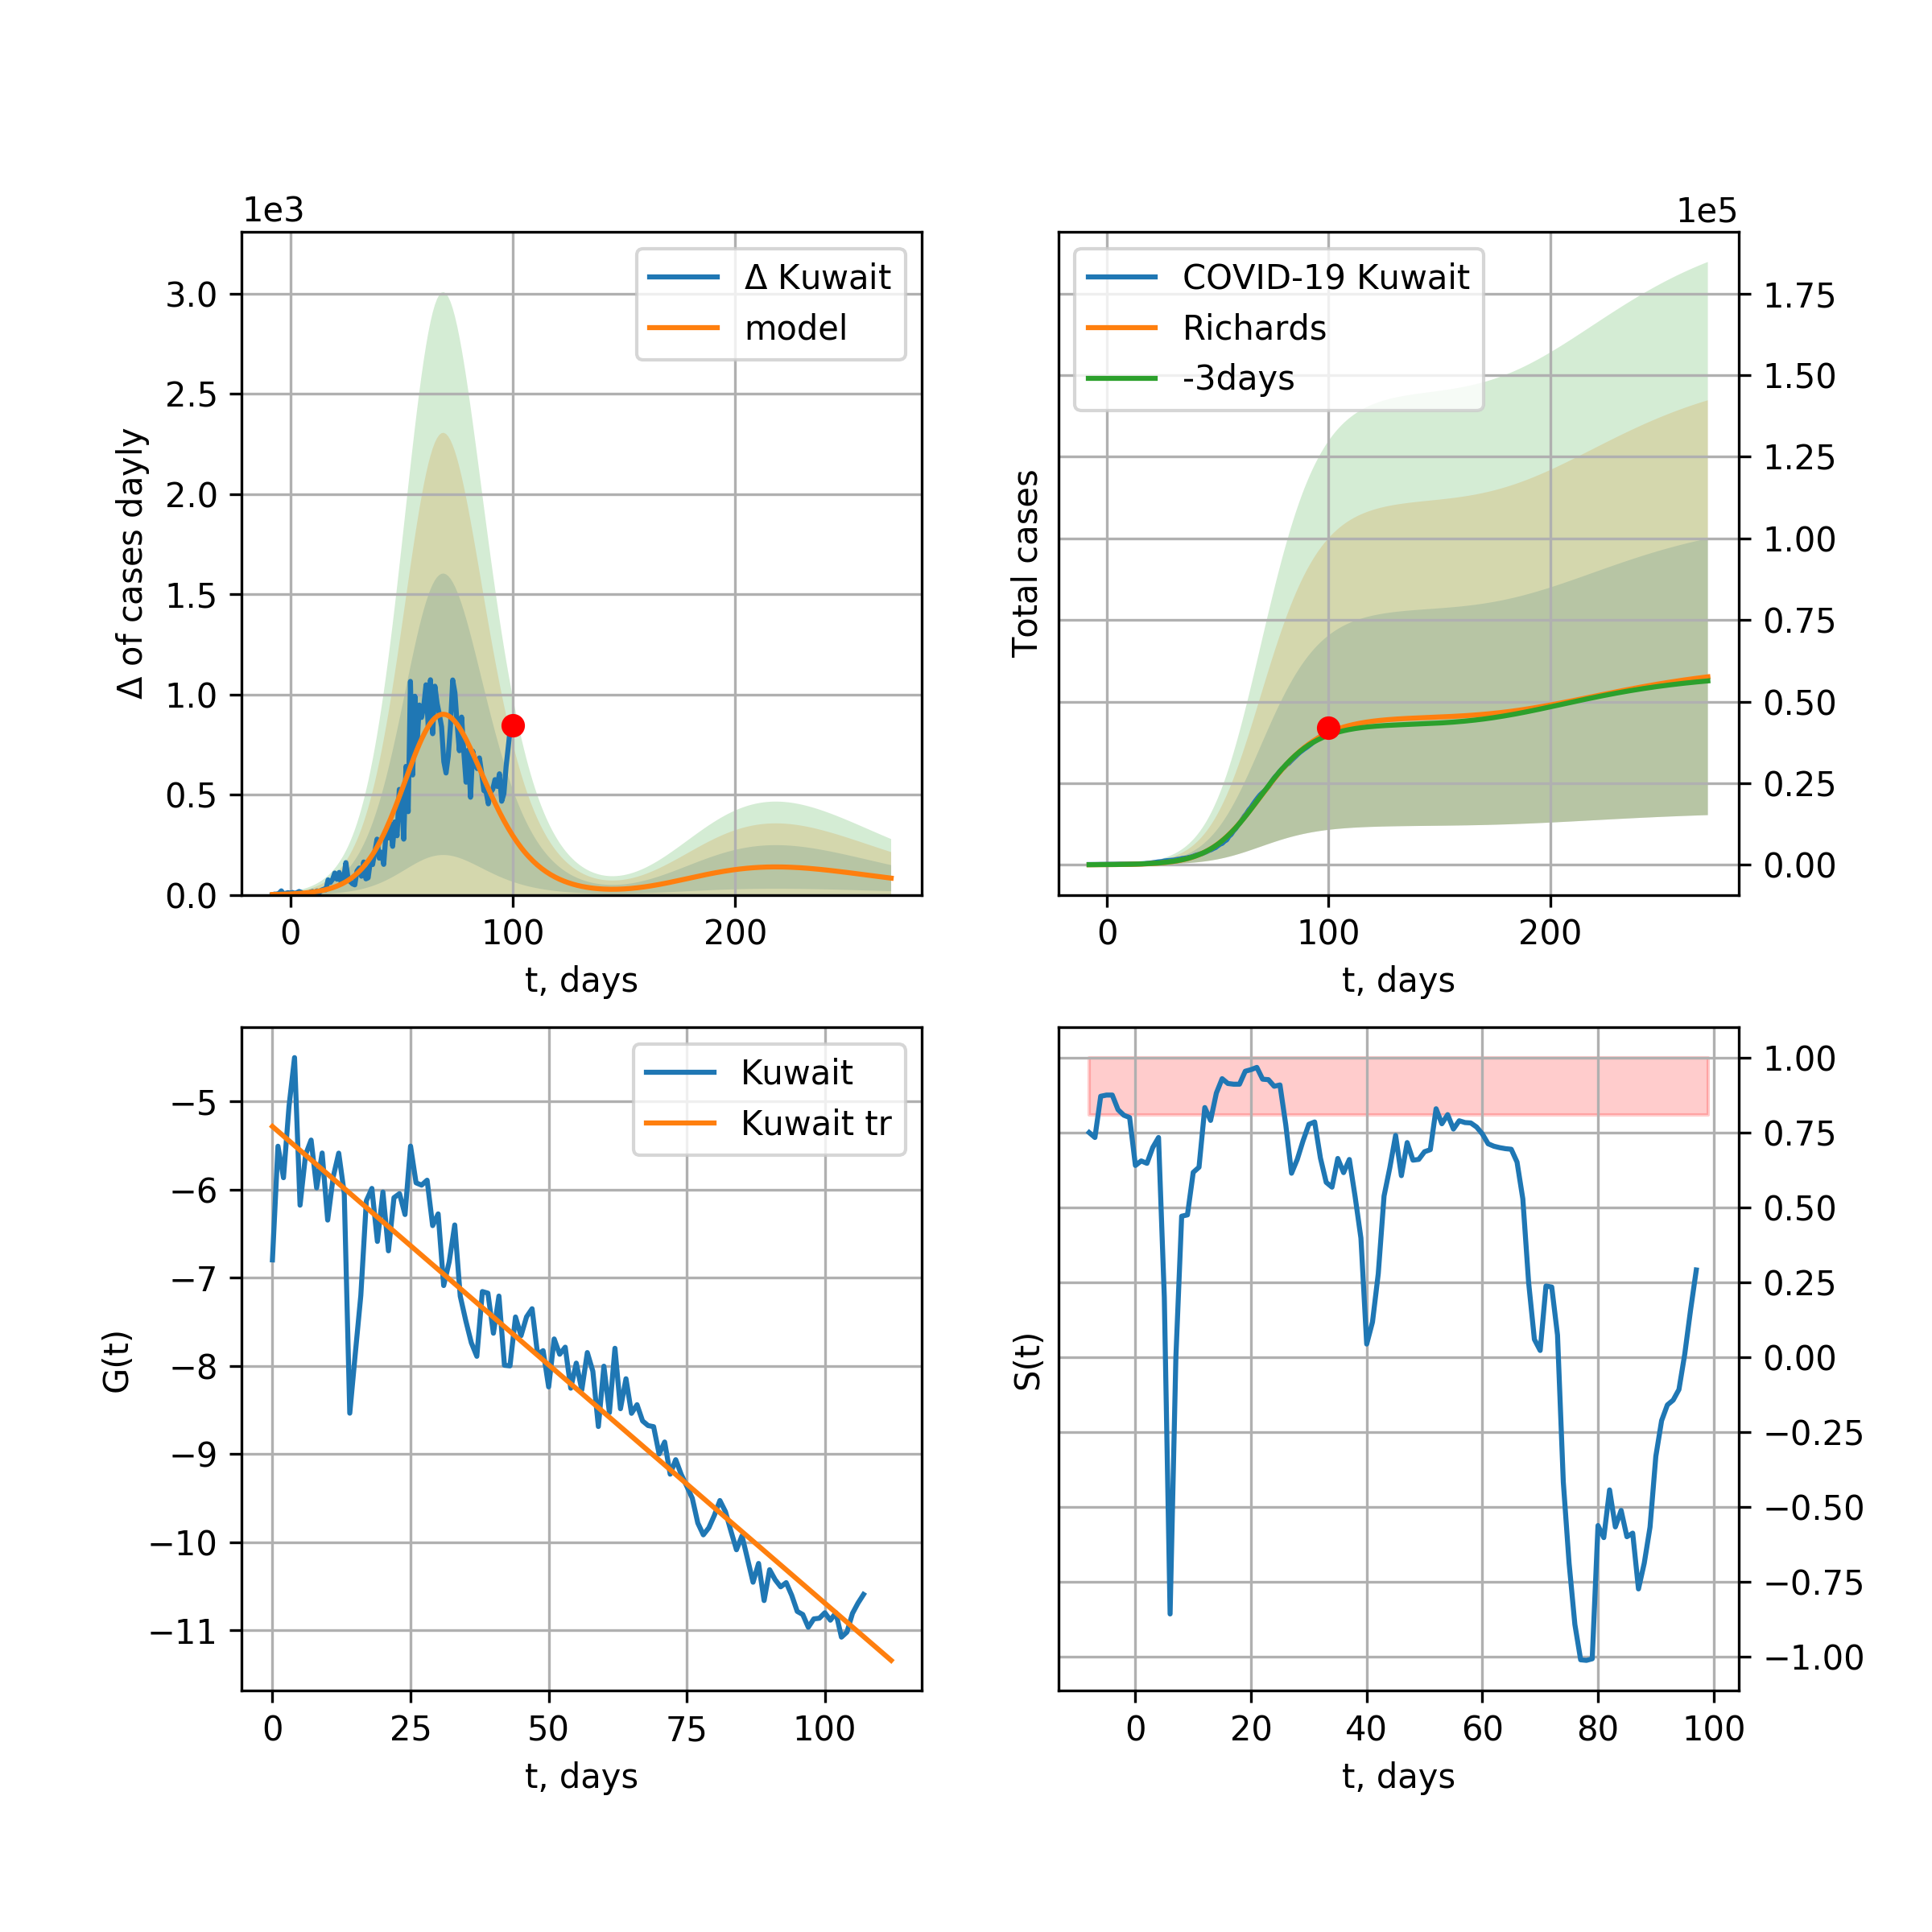 1e3
3.0
2.5
2.0
1.5
1.0
0.5
0.0
Δ of cases dayly
Δ Kuwait
model
0 100 200
t, days
1e5
COVID-19 Kuwait
Richards
-3days
Total cases
1.75
1.50
1.25
1.00
0.75
0.50
0.25
0.00
0 100 200
t, days
Kuwait
Kuwait tr
G(t)
−5
−6
−7
−8
−9
−10
−11
0 25 50 75 100
t, days
S(t)
1.00
0.75
0.50
0.25
0.00
−0.25
−0.50
−0.75
−1.00
0 20 40 60 80 100
t, days